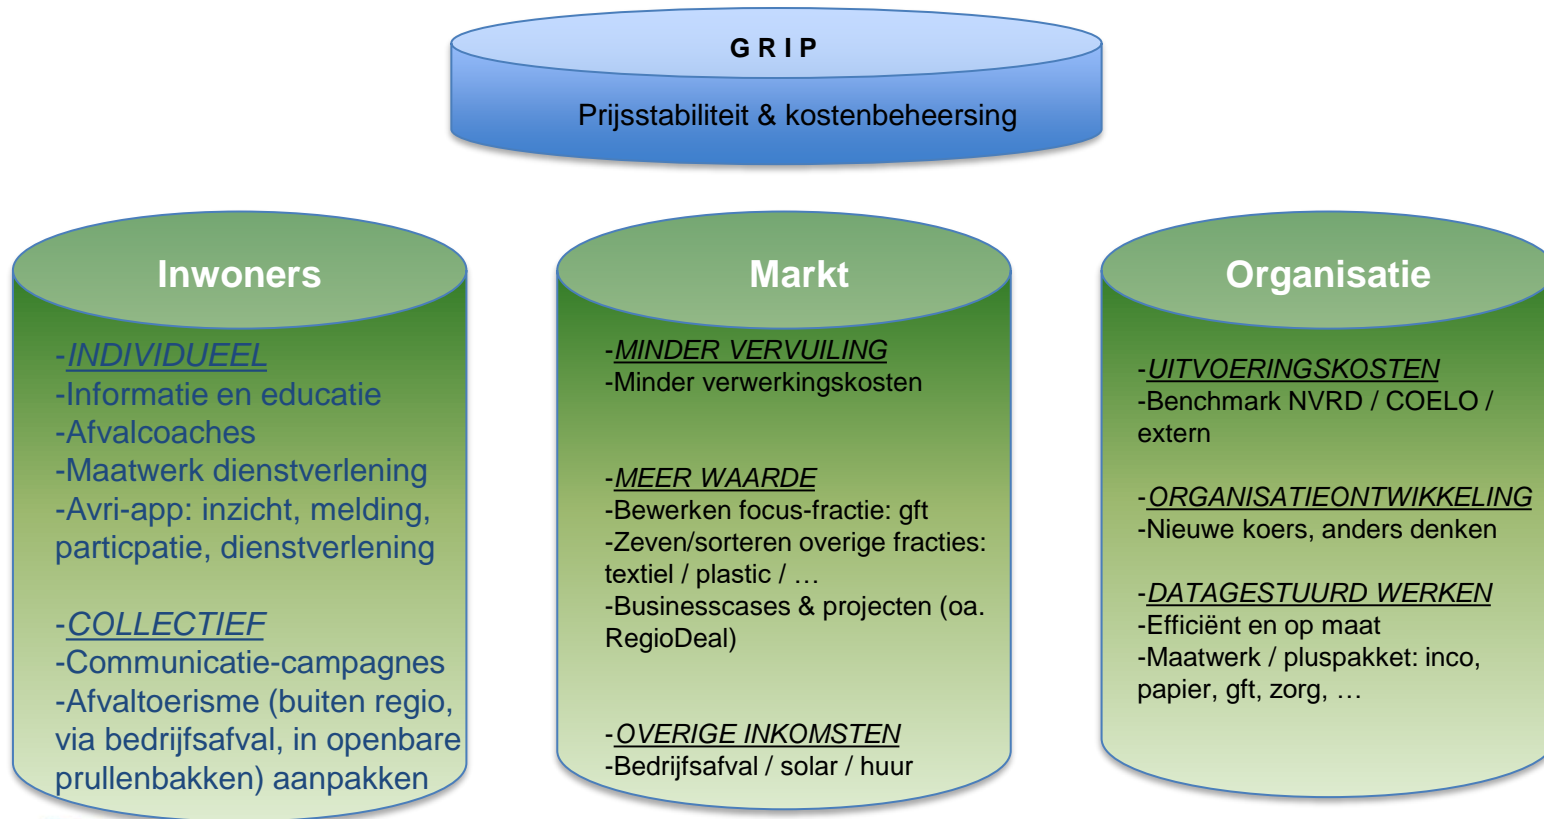 G R I P
Prijsstabiliteit & kostenbeheersing
Inwoners
-INDIVIDUEEL
-Informatie en educatie
-Afvalcoaches
-Maatwerk dienstverlening
-Avri-app: inzicht, melding,
particpatie, dienstverlening
-COLLECTIEF
-Communicatie-campagnes
-Afvaltoerisme (buiten regio,
via bedrijfsafval, in openbare
prullenbakken) aanpakken
Markt
-MINDER VERVUILING
-Minder verwerkingskosten
-MEER WAARDE
-Bewerken focus-fractie: gft
-Zeven/sorteren overige fracties:
textiel / plastic / …
-Businesscases & projecten (oa.
RegioDeal)
-OVERIGE INKOMSTEN
-Bedrijfsafval / solar / huur
Organisatie
-UITVOERINGSKOSTEN
-Benchmark NVRD / COELO /
extern
-ORGANISATIEONTWIKKELING
-Nieuwe koers, anders denken
-DATAGESTUURD WERKEN
-Efficiënt en op maat
-Maatwerk / pluspakket: inco,
papier, gft, zorg, …